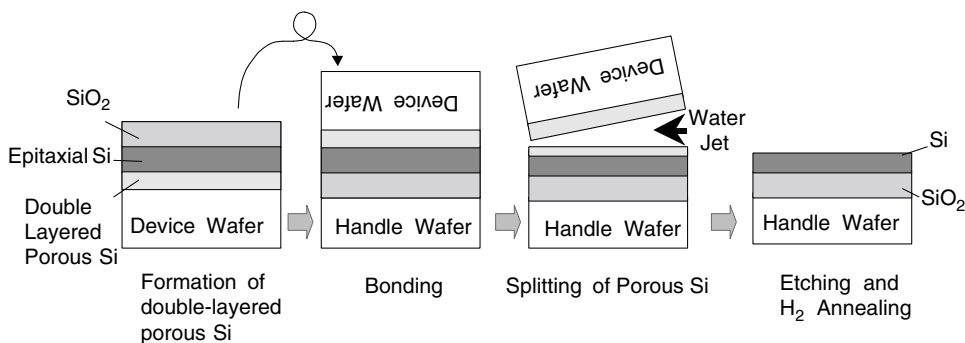 SiO2
Epitaxial Si
Double
Layered
Porous Si
Device Wafer
Formation of
double-layered
porous Si
Device Wafer
Handle Wafer
Bonding
Device Wafer
Water
Jet
Handle Wafer
Splitting of Porous Si
Si
SiO2
Handle Wafer
Etching and
H2 Annealing